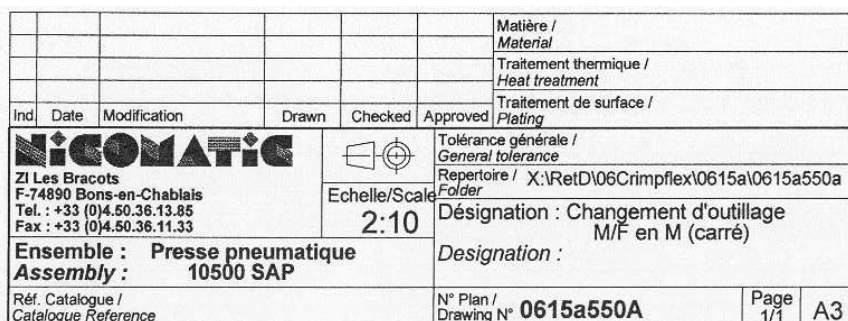 Matière /
Material
Traitement thermique /
Heat treatment
Traitement de surface /
Plating
Ind. Date Modification Drawn Checked Approved
NiCOMATiC
ZI Les Bracots
F-74890 Bons-en-Chablais
Tel. : +33 (0)4.50.36.13.85
Fax : +33 (0)4.50.36.11.33
Echelle/Scale
2:10
Tolérance générale /
General tolerance
Repertoire / X:\RetD\06Crimpflex\0615a\0615a550a
Folder
Désignation : Changement d'outillage
M/F en M (carré)
Designation :
Ensemble : Presse pneumatique
Assembly : 10500 SAP
Réf. Catalogue /
Catalogue Reference
N° Plan /
Drawing N° 0615a550A
Page
1/1
A3